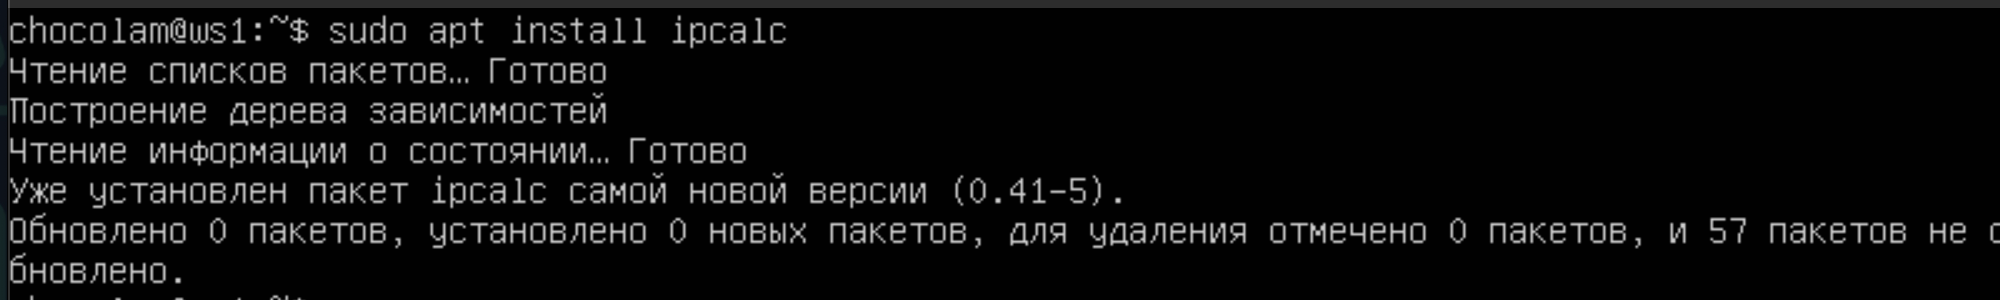 chocolam@ws1:~$ sudo apt install ipcalc
Чтение списков пакетов… Готово
Построение дерева зависимостей
Чтение информации о состоянии… Готово
Уже установлен пакет ipcalc самой новой версии (0.41-5).
Обновлено 0 пакетов, установлено 0 новых пакетов, для удаления отмечено 0 пакетов, и 57 пакетов не о
бновлено.